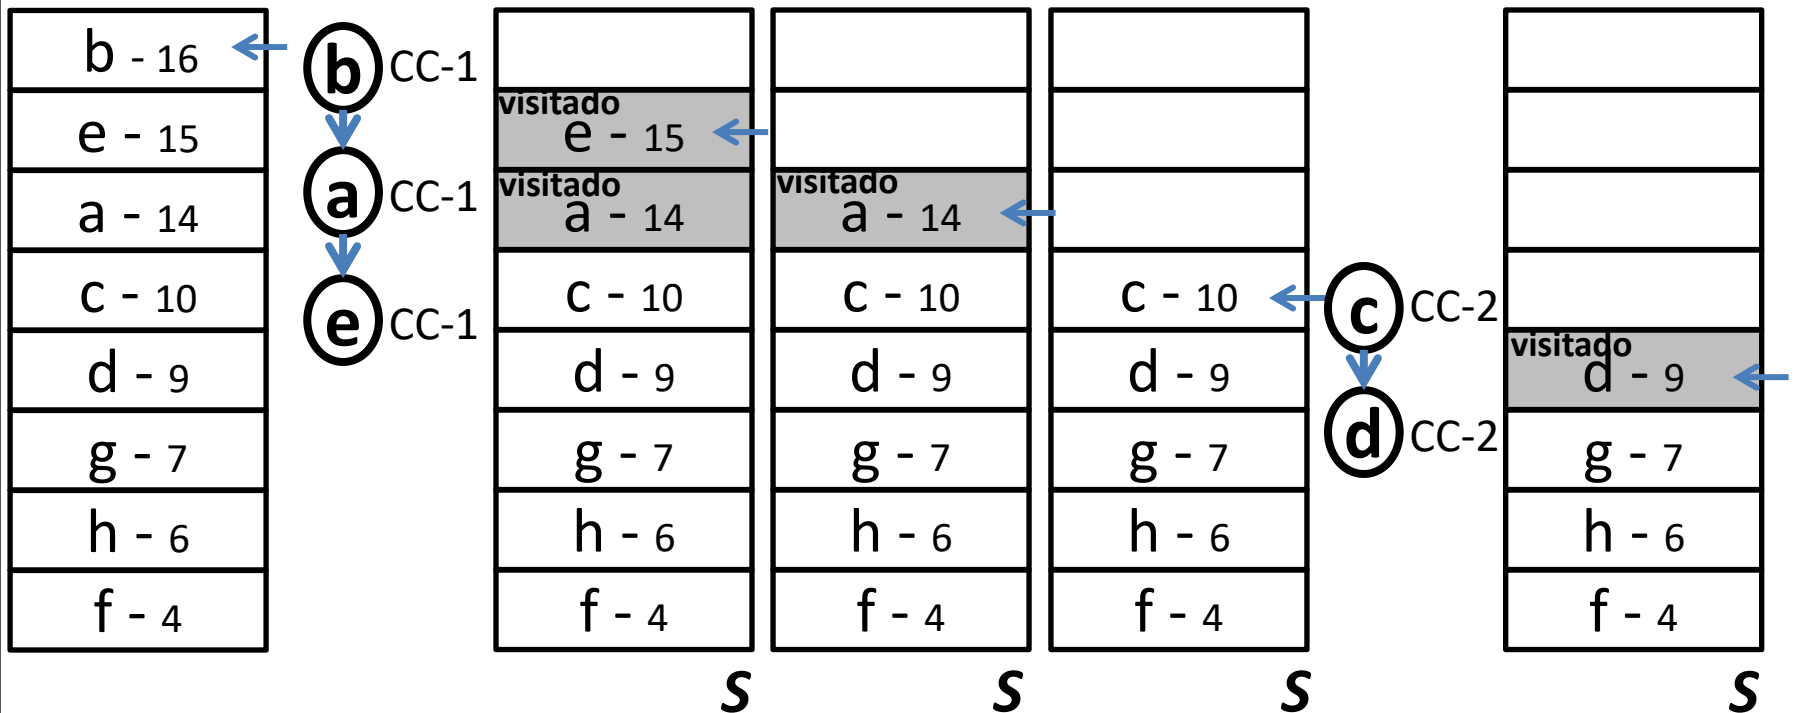 b - 16
e - 15
a - 14
c - 10
d - 9
g - 7
h - 6
f - 4
b CC-1
a CC-1
e CC-1
visitado
e - 15
visitado
a - 14
c - 10
d - 9
g - 7
h - 6
f - 4
S
visitado
a - 14
c - 10
d - 9
g - 7
h - 6
f - 4
S
c - 10
d - 9
g - 7
h - 6
f - 4
S
c CC-2
d CC-2
visitado
d - 9
g - 7
h - 6
f - 4
S